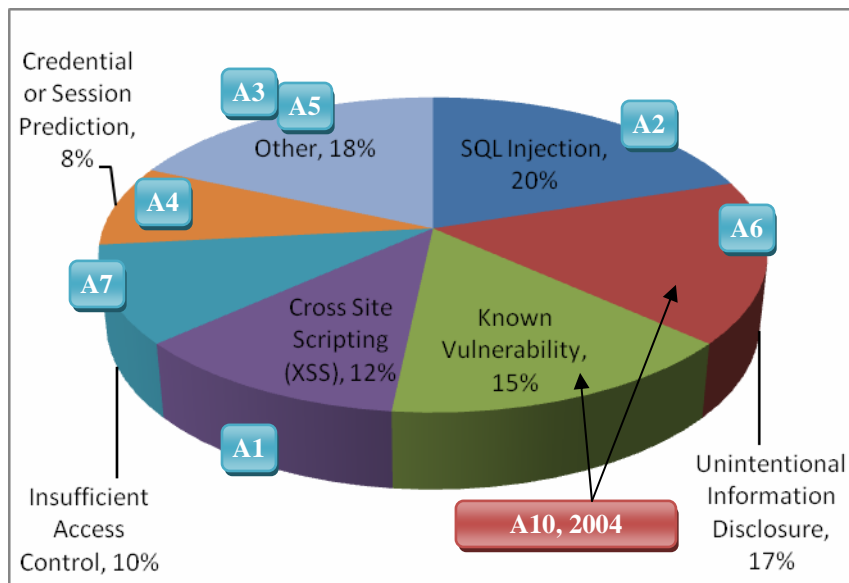 Credential
or Session
Prediction,
8%
A3
A5
Other, 18%
A2
SQL Injection,
20%
A4
A6
A7
Cross Site
Scripting
(XSS), 12%
Known
Vulnerability,
15%
A1
Insufficient
Access
Control, 10%
A10, 2004
Unintentional
Information
Disclosure,
17%